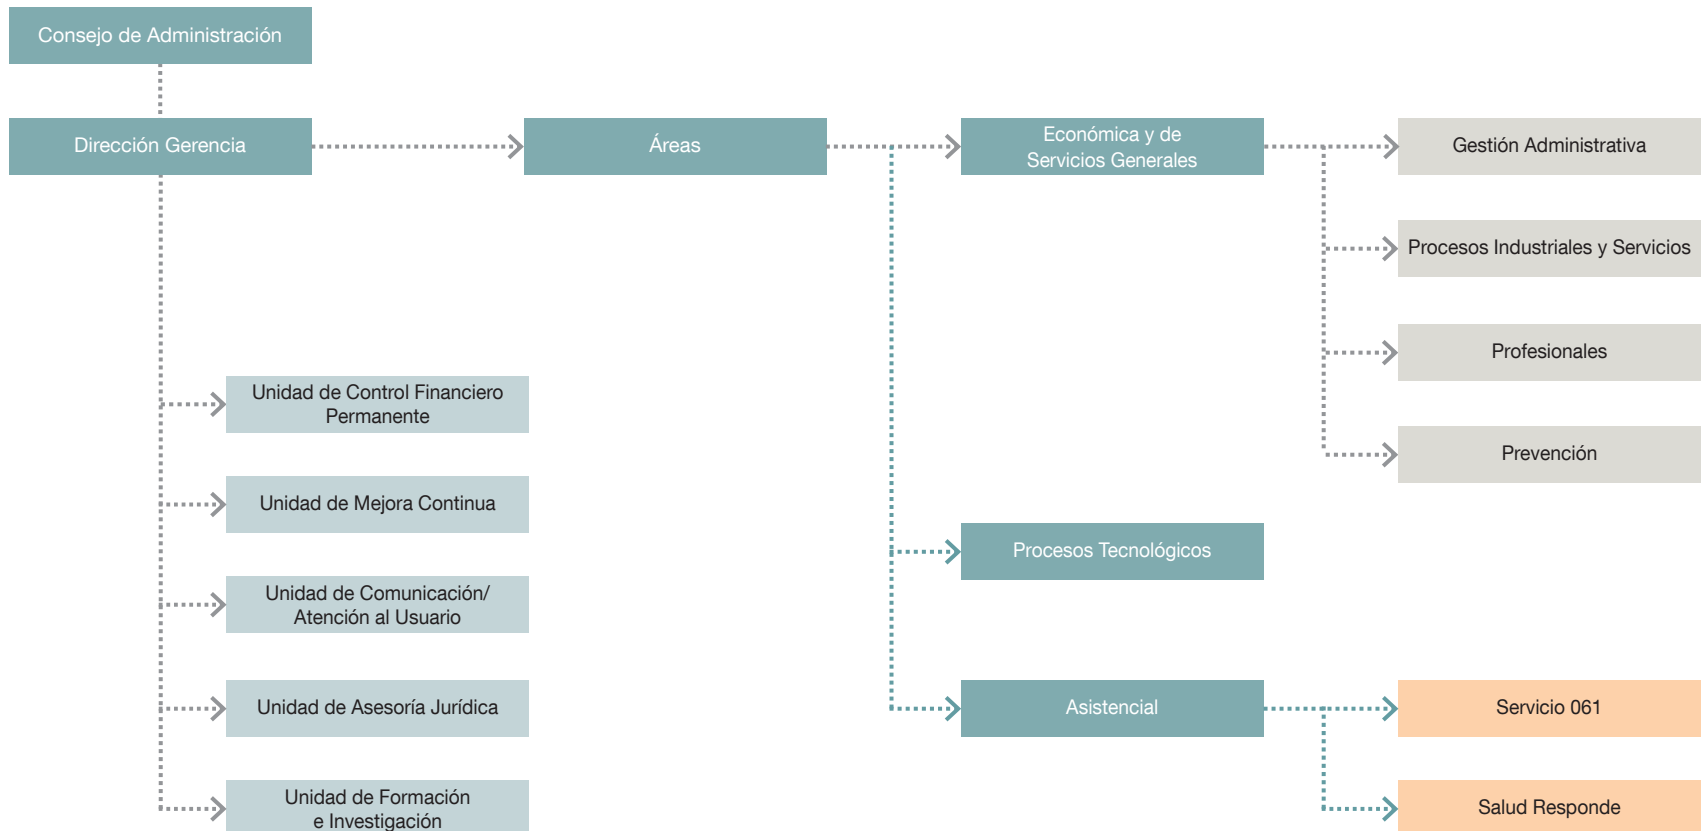 Consejo de Administración
Dirección Gerencia
Áreas
Económica y de
Servicios Generales
Gestión Administrativa
Procesos Industriales y Servicios
Profesionales
Prevención
Unidad de Control Financiero
Permanente
Unidad de Mejora Continua
Unidad de Comunicación/
Atención al Usuario
Unidad de Asesoría Jurídica
Unidad de Formación
e Investigación
Procesos Tecnológicos
Asistencial
Servicio 061
Salud Responde